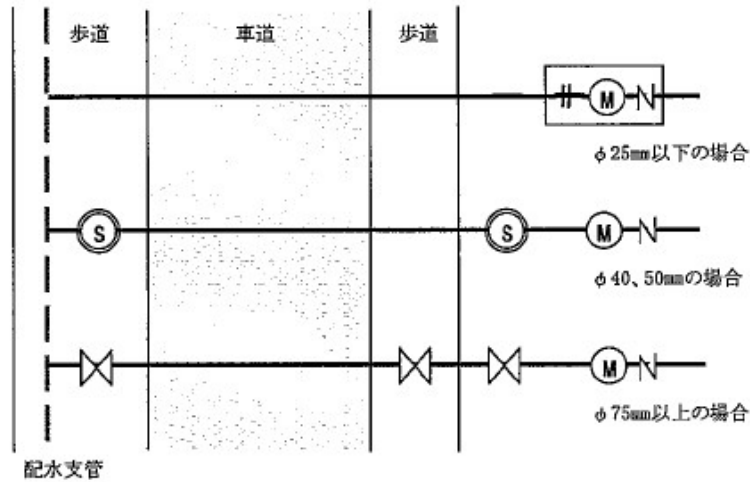 歩道 車道 歩道
M
φ25mm以下の場合
S S M
φ40、50mmの場合
M
φ75mm以上の場合
配水支管